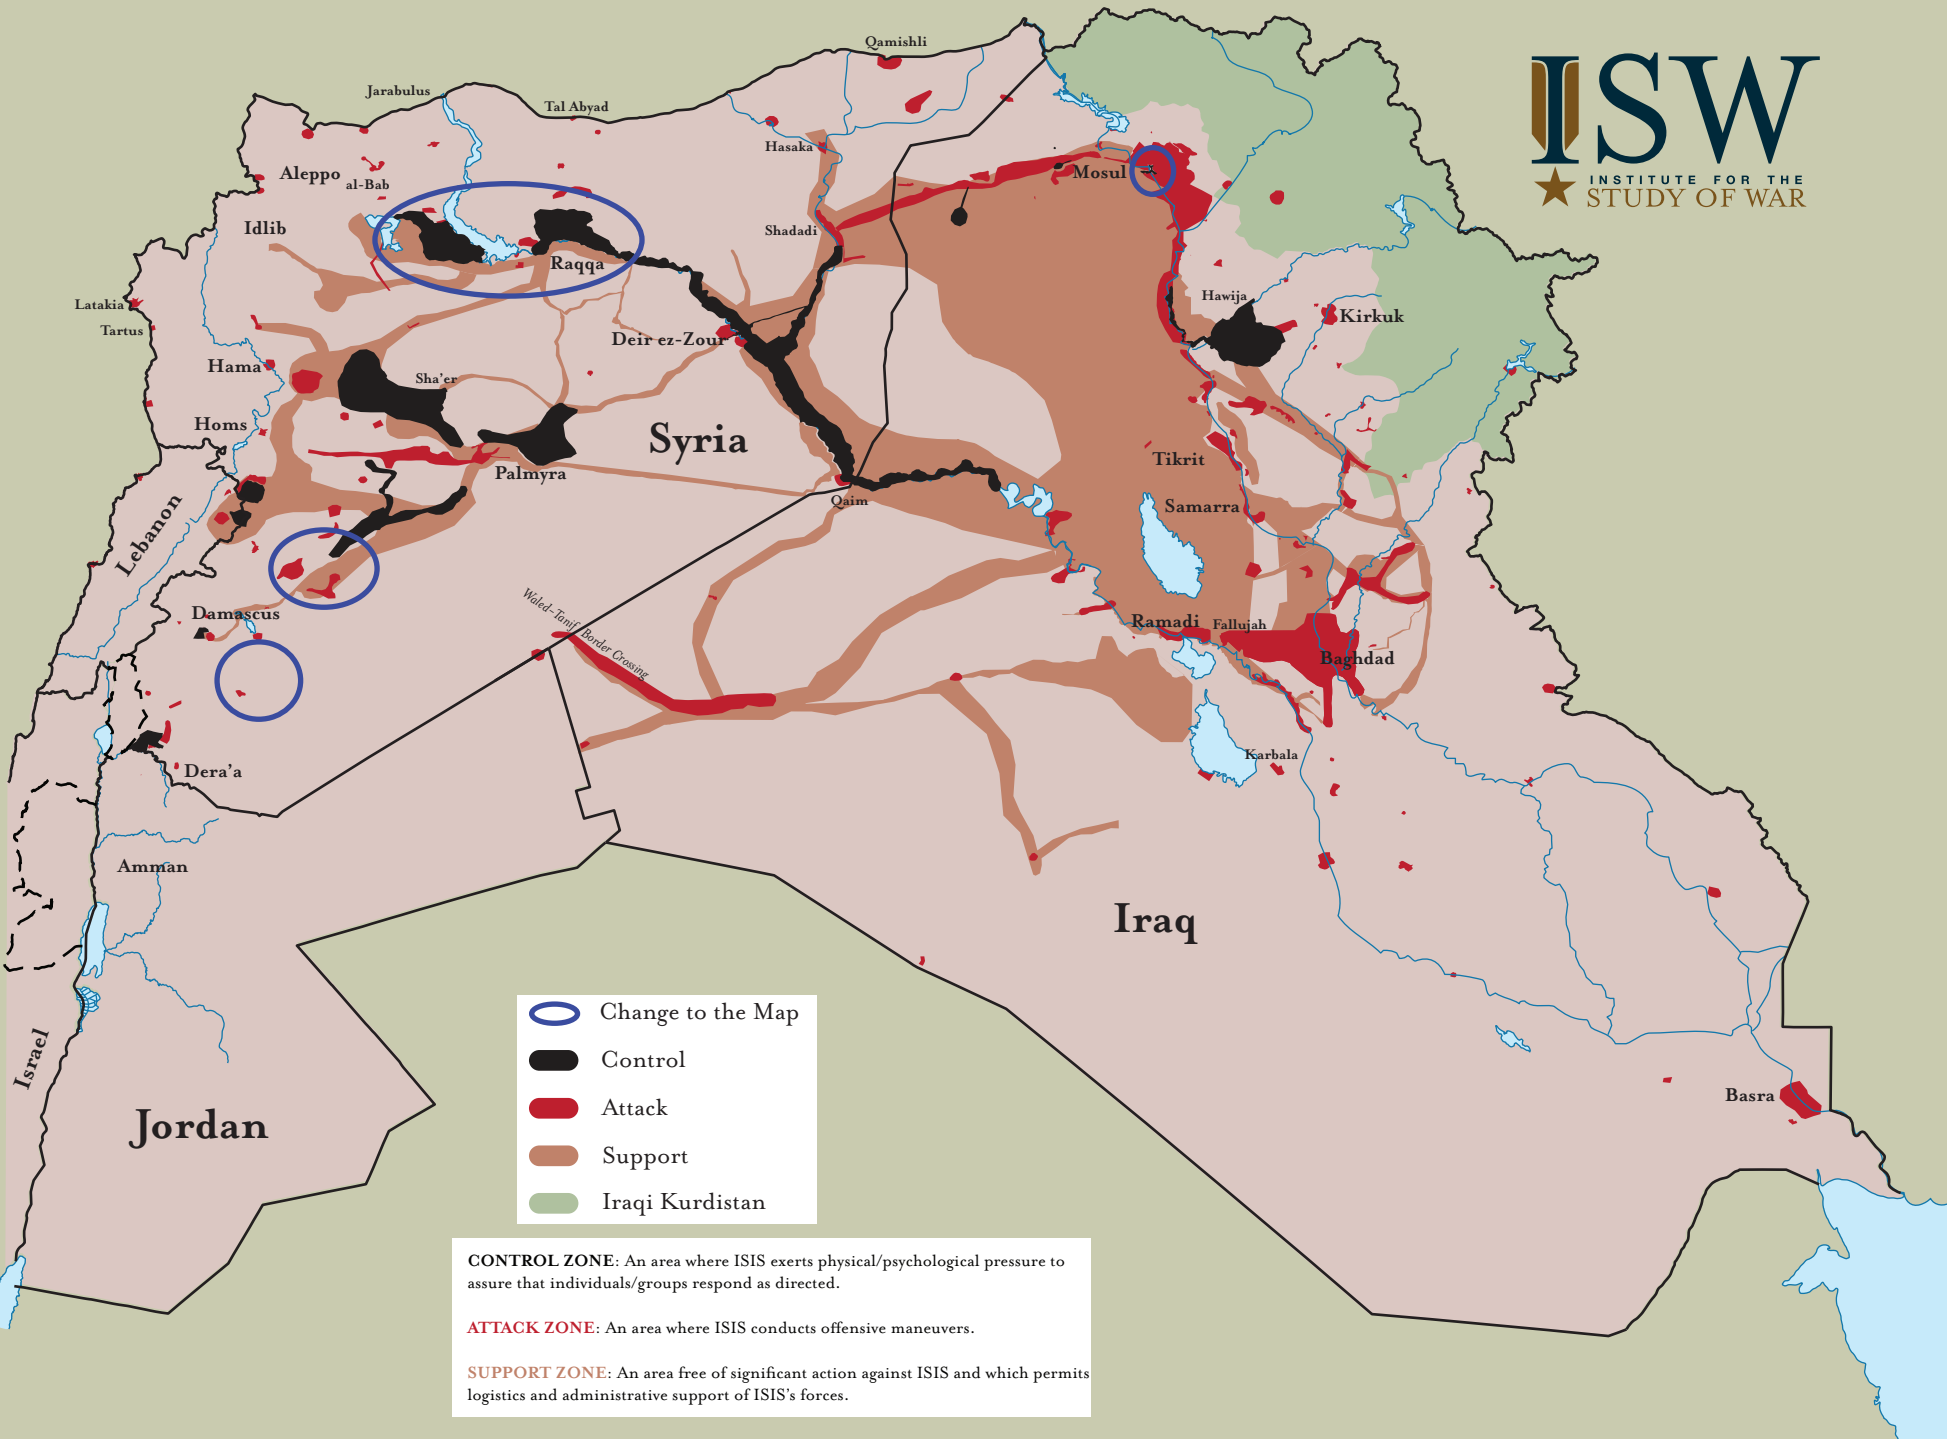 Qamishli
Jarabulus
Tal Abyad
ISW
INSTITUTE FOR THE
STUDY OF WAR
Hasaka
Aleppo
al-Bab
Mosul
Idlib
Shadadi
Raqqa
Latakia
Tartus
Hawija
Kirkuk
Deir ez-Zour
Hama
Sha'er
Homs
Syria
Palmyra
Tikrit
Qaim
Samarra
Lebanon
Damascus
Waled-Tanif Border Crossing
Ramadi
Fallujah
Baghdad
Karbala
Dera'a
Amman
Iraq
Israel
Jordan
Basra
Change to the Map
Control
Attack
Support
Iraqi Kurdistan
CONTROL ZONE: An area where ISIS exerts physical/psychological pressure to
assure that individuals/groups respond as directed.
ATTACK ZONE: An area where ISIS conducts offensive maneuvers.
SUPPORT ZONE: An area free of significant action against ISIS and which permits
logistics and administrative support of ISIS's forces.